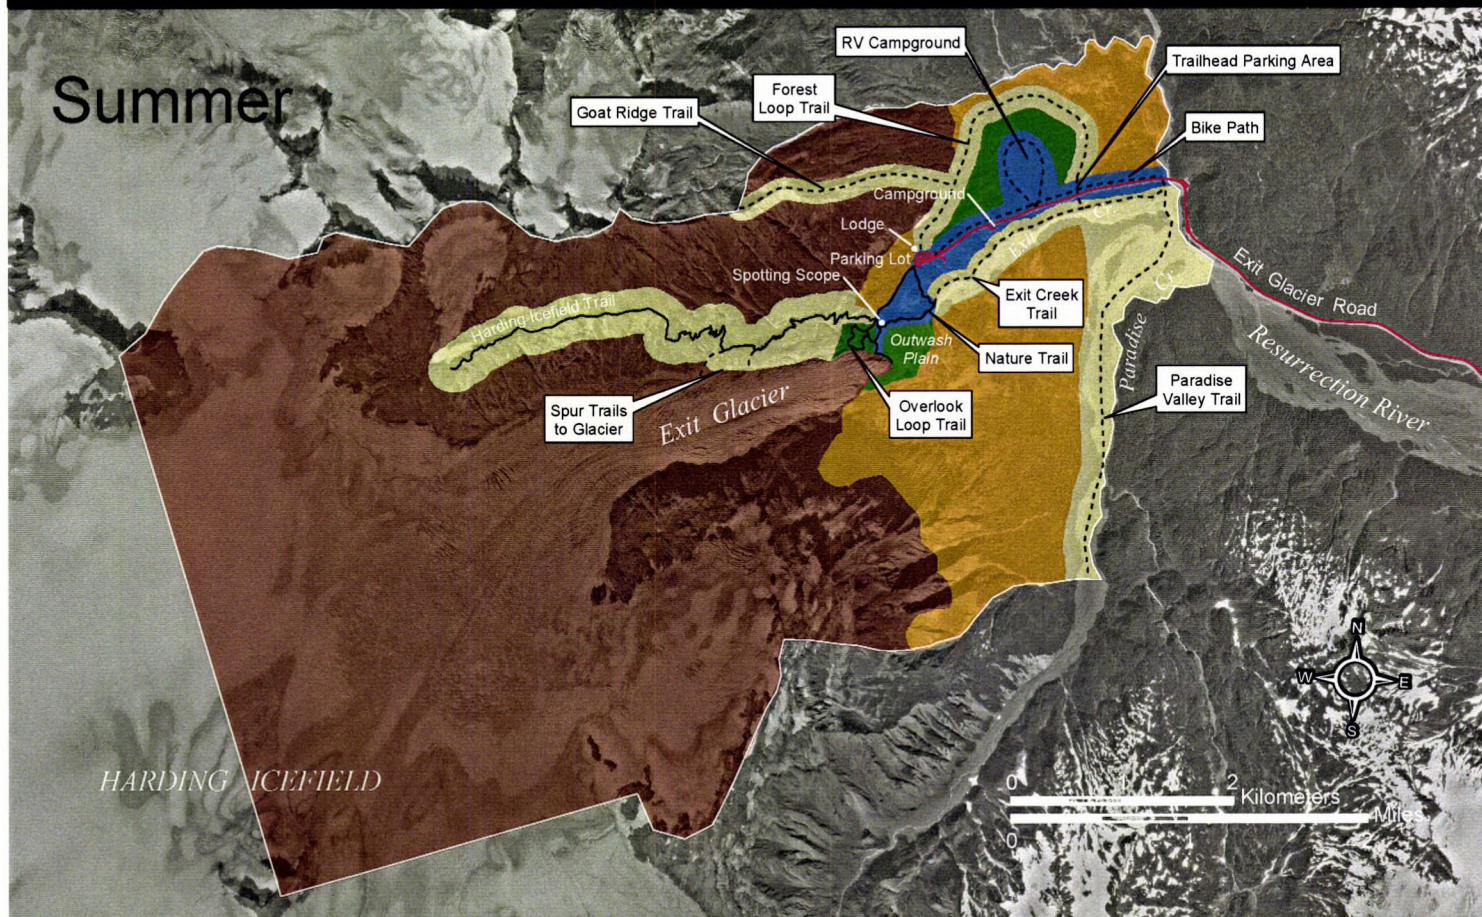 Summer
RV Campground
Trailhead Parking Area
Forest
Loop Trail
Goat Ridge Trail
Bike Path
Campground
Lodge
Parking Lot
Spotting Scope
Exit
Cr
Exit Glacier Road
Exit Creek
Trail
Harding Icefield Trail
Cr
Outwash
Plain
Nature Trail
Paradise
Resurrection River
Paradise
Valley Trail
Spur Trails
to Glacier
Exit Glacier
Overlook
Loop Trail
N
W
E
S
HARDING ICEFIELD
0
1
2
Kilometers
Miles
0